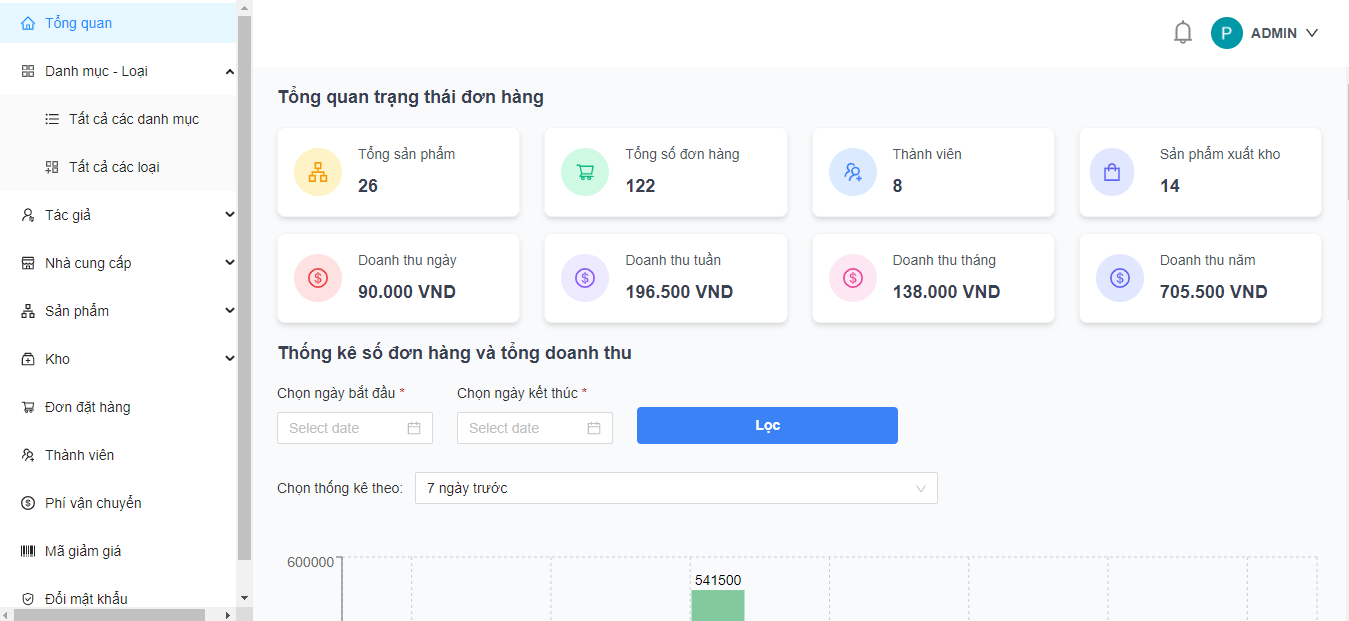 Tổng quan
Danh mục - Loại
Tất cả các danh mục
Tất cả các loại
Tác giả
Nhà cung cấp
Sản phẩm
Kho
Đơn đặt hàng
Thành viên
Phí vận chuyển
Mã giảm giá
Đổi mật khẩu
P ADMIN
Tổng quan trạng thái đơn hàng
Tổng sản phẩm
26
Tổng số đơn hàng
122
Thành viên
8
Sản phẩm xuất kho
14
Doanh thu ngày
90.000 VND
Doanh thu tuần
196.500 VND
Doanh thu tháng
138.000 VND
Doanh thu năm
705.500 VND
Thống kê số đơn hàng và tổng doanh thu
Chọn ngày bắt đầu *
Select date
Chọn ngày kết thúc *
Select date
Lọc
Chọn thống kê theo: 7 ngày trước
600000
541500